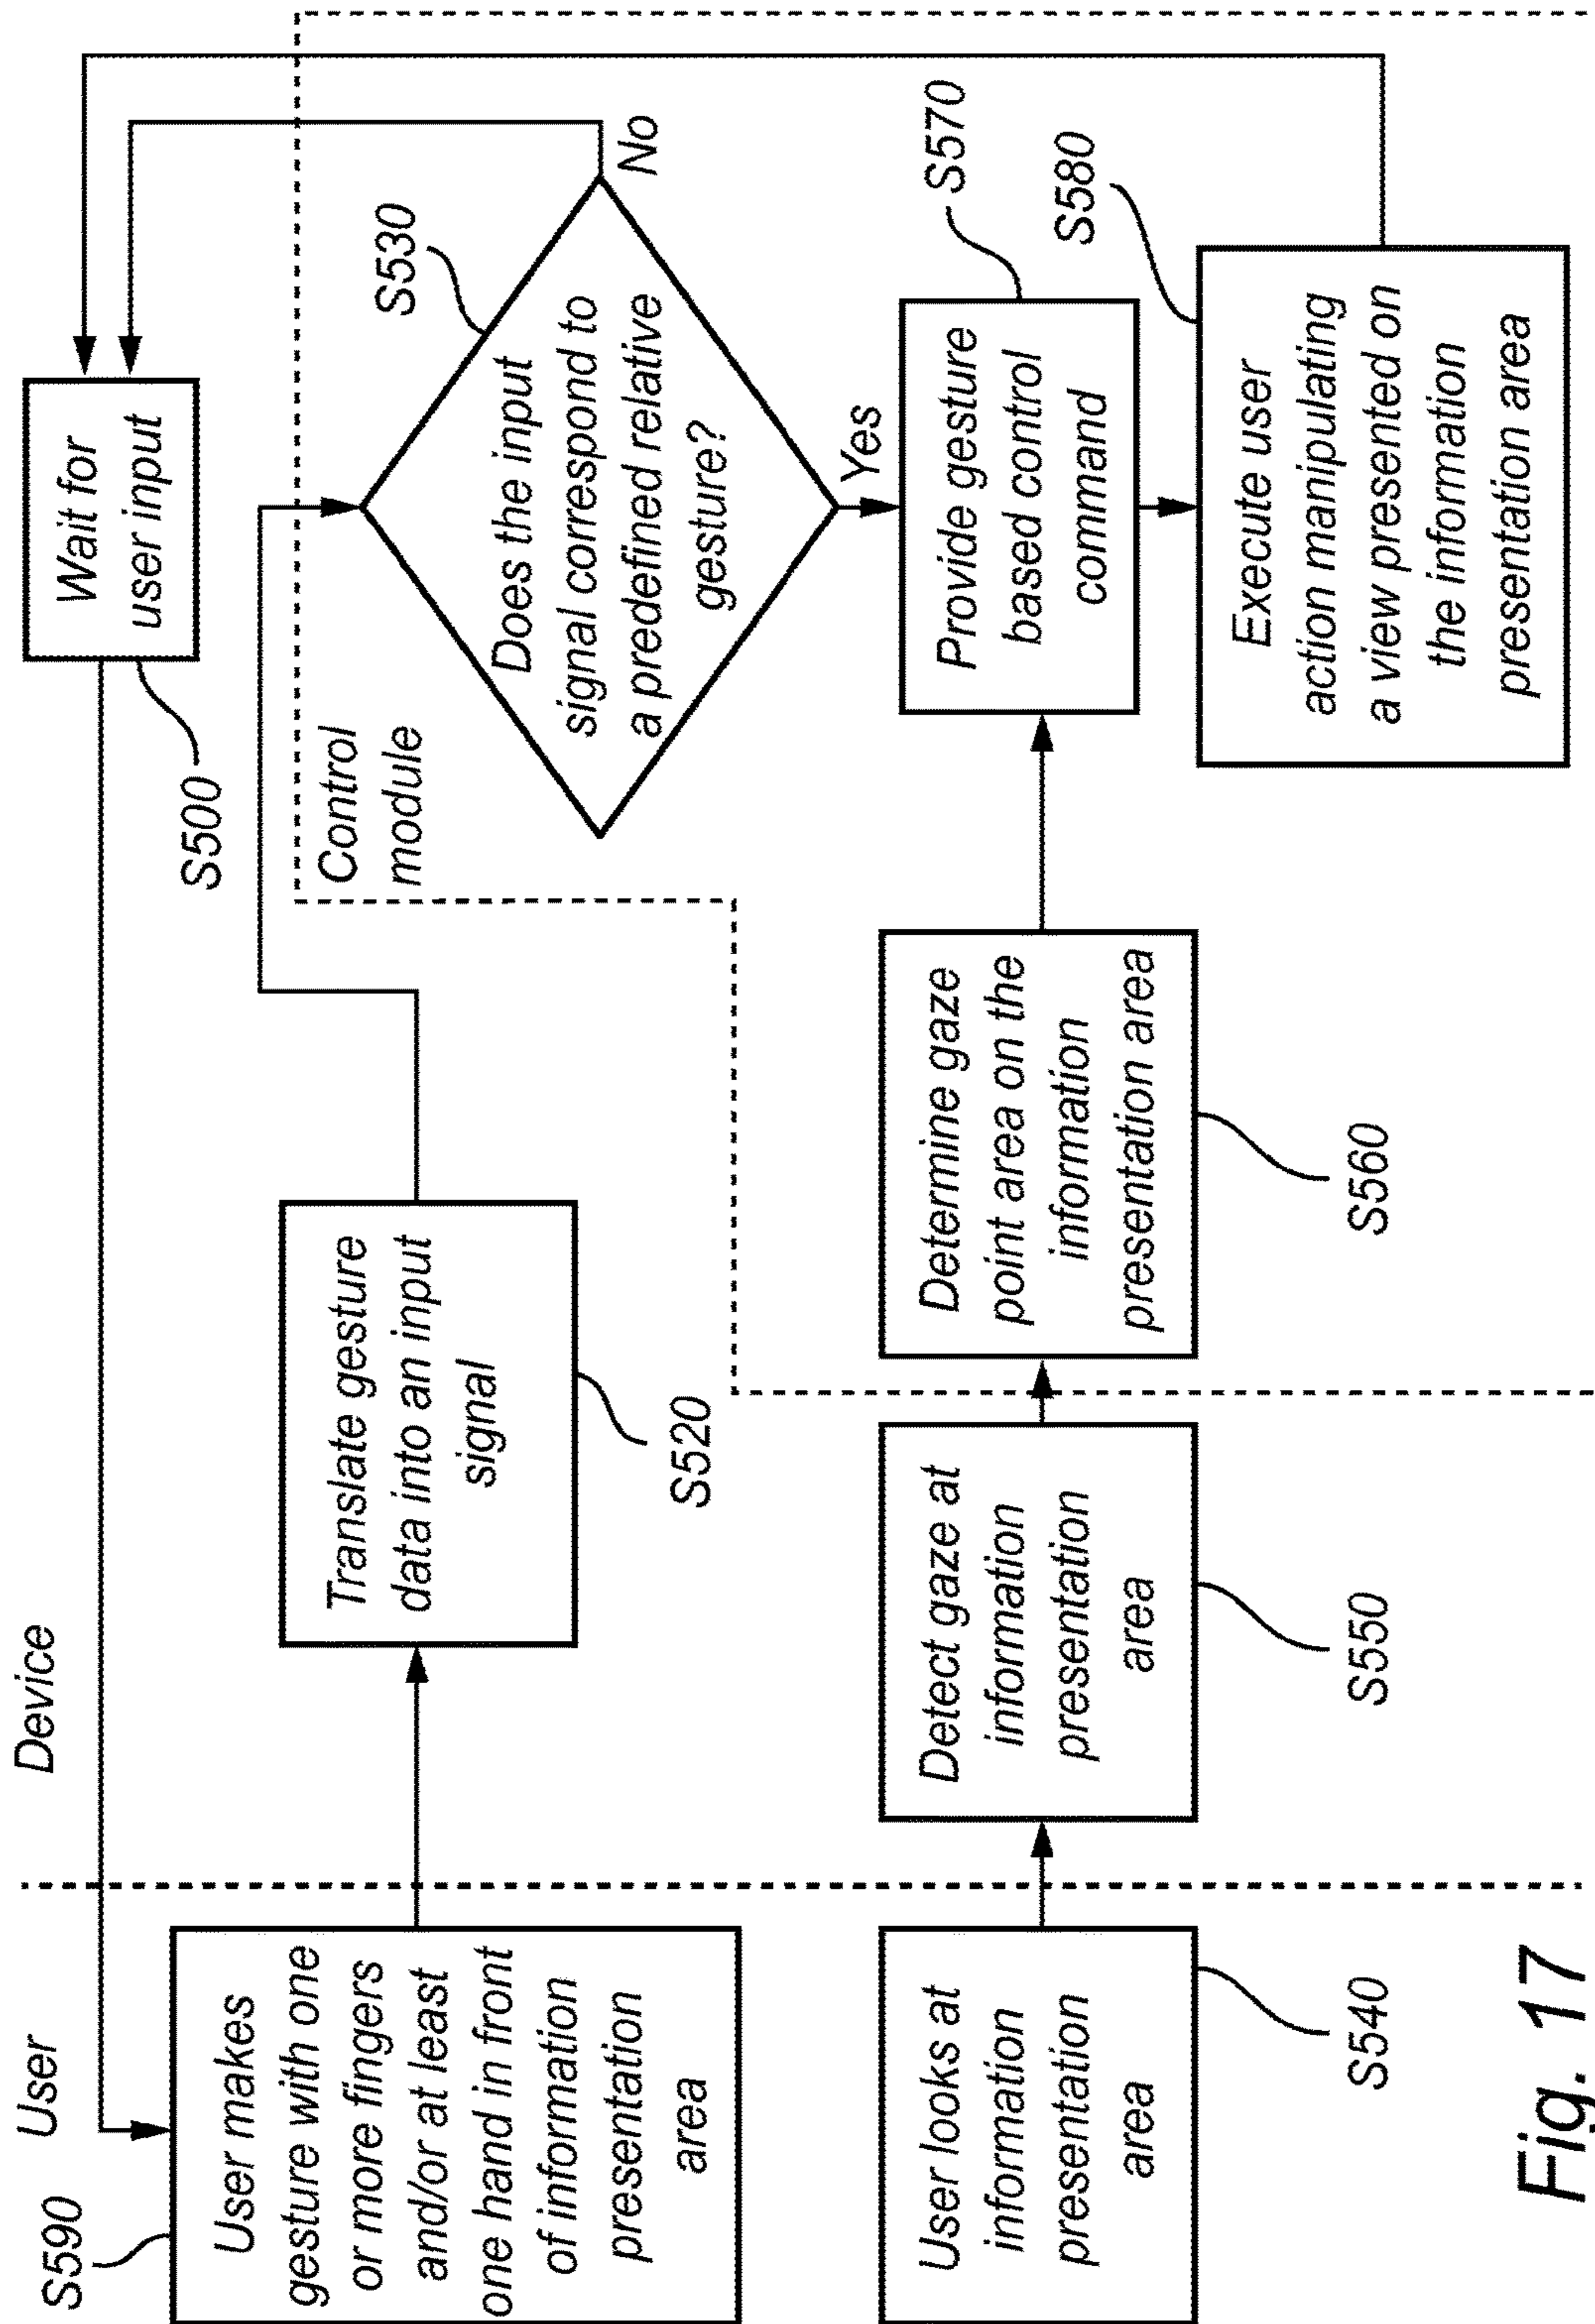 User
Device
S590
User makes
gesture with one
or more fingers
and/or at least
one hand in front
of information
presentation
area
Translate gesture
data into an input
signal
S520
Wait for
user input
S500
Control
module
Does the input
signal correspond to
a predefined relative
gesture?
S530
No
Yes
User looks at
information
presentation
area
S540
Detect gaze at
information
presentation
area
S550
Determine gaze
point area on the
information
presentation area
S560
Provide gesture
based control
command
S570
Execute user
action manipulating
a view presented on
the information
presentation area
S580
Fig. 17